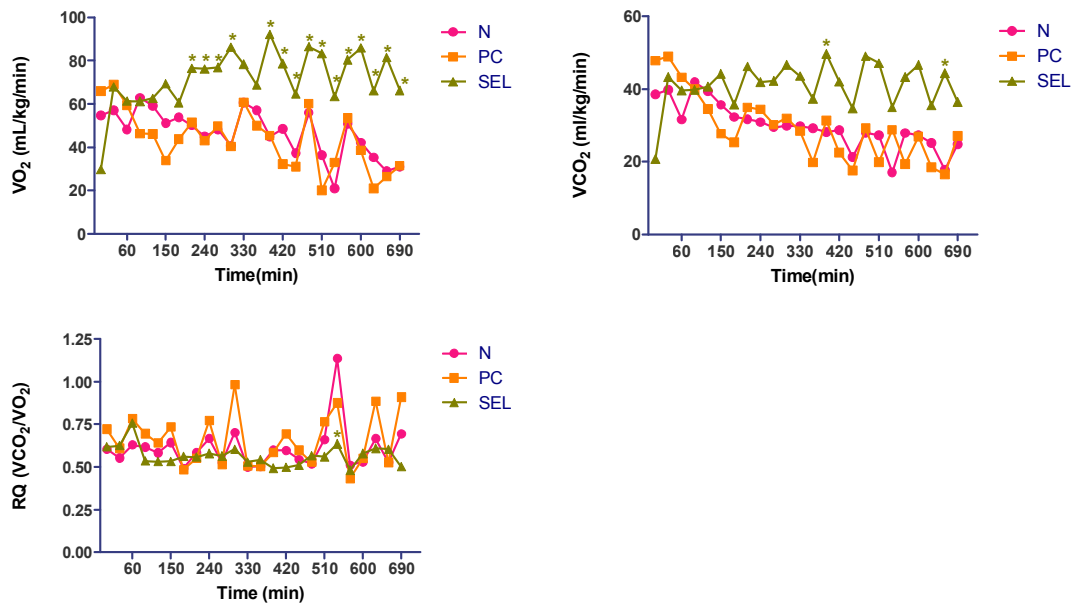 VO2 (mL/kg/min)
100
80
60
40
20
0
60 150 240 330 420 510 600 690
Time(min)
* * * * * * * * * * * * * * *
N
PC
SEL
VCO2 (ml/kg/min)
60
40
20
0
60 150 240 330 420 510 600 690
Time(min)
* *
N
PC
SEL
RQ (VCO2/VO2)
1.25
1.00
0.75
0.50
0.25
0.00
60 150 240 330 420 510 600 690
Time (min)
*
N
PC
SEL